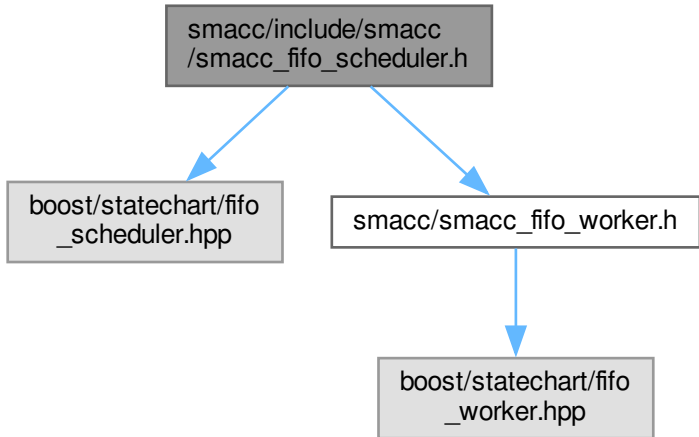 smacc/include/smacc
/smacc_fifo_scheduler.h
boost/statechart/fifo
_scheduler.hpp
smacc/smacc_fifo_worker.h
boost/statechart/fifo
_worker.hpp